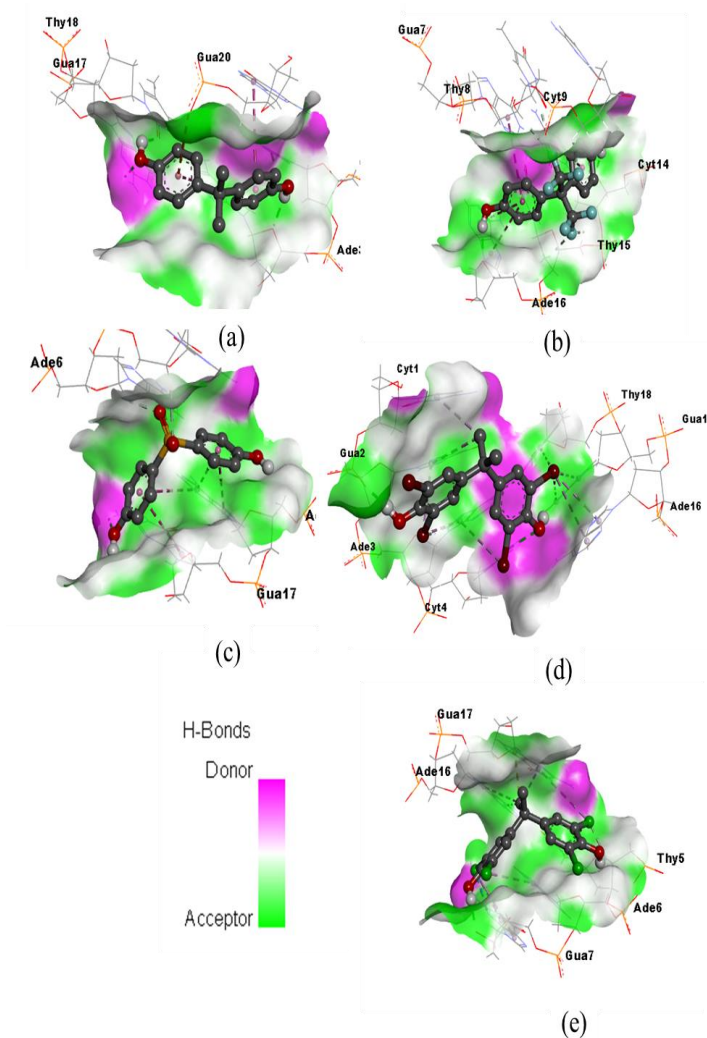 Thy18
Gua17
Gua20
Ade
(a)
Gua7
Thy8
Cyt9
Cyt14
Thy15
Ade16
(b)
Ade6
A
Gua17
(c)
Cyt1
Thy18
Gua1
Gua2
Ade16
Ade3
Cyt4
(d)
H-Bonds
Donor
Acceptor
Gua17
Ade16
Thy5
Ade6
Gua7
(e)